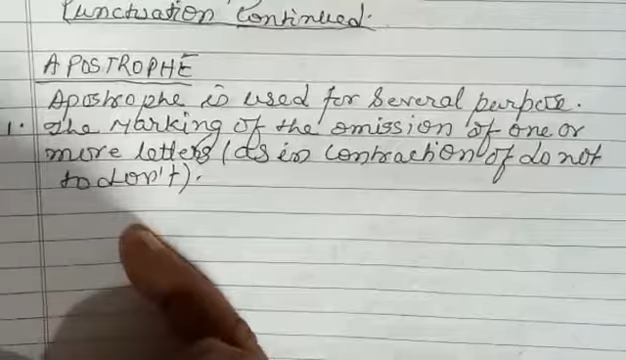 Punctuation Continued.
APOSTROPHE
Apostrophe is used for several purpose.
1. the Marking of the omission of one or
more letters (as in contraction of do not
to don't).